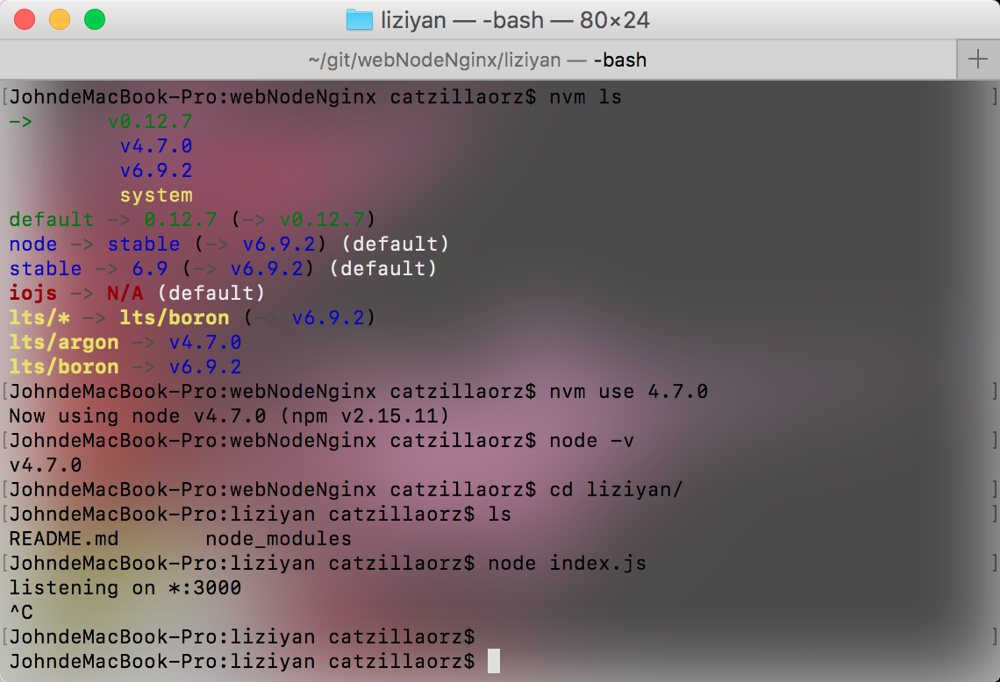 liziyan — -bash — 80×24
~/git/webNodeNginx/liziyan — -bash
[JohndeMacBook-Pro:webNodeNginx catzillaorz$ nvm ls ]
->      v0.12.7
         v4.7.0
         v6.9.2
         system
default -> 0.12.7 (-> v0.12.7)
node -> stable (-> v6.9.2) (default)
stable -> 6.9 (-> v6.9.2) (default)
iojs -> N/A (default)
lts/* -> lts/boron (-> v6.9.2)
lts/argon -> v4.7.0
lts/boron -> v6.9.2
[JohndeMacBook-Pro:webNodeNginx catzillaorz$ nvm use 4.7.0 ]
Now using node v4.7.0 (npm v2.15.11)
[JohndeMacBook-Pro:webNodeNginx catzillaorz$ node -v ]
v4.7.0
[JohndeMacBook-Pro:webNodeNginx catzillaorz$ cd liziyan/ ]
[JohndeMacBook-Pro:liziyan catzillaorz$ ls ]
README.md       node_modules
[JohndeMacBook-Pro:liziyan catzillaorz$ node index.js ]
listening on *:3000
^C
[JohndeMacBook-Pro:liziyan catzillaorz$ ]
JohndeMacBook-Pro:liziyan catzillaorz$